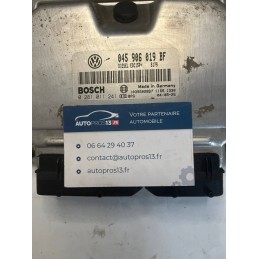 045 906 019 BF
BOSCH
Made in Germany
AUTOPROS13.FR
VOTRE PARTENAIRE
AUTOMOBILE
06 64 29 40 37
contact@autopros13.fr
autopros13.fr